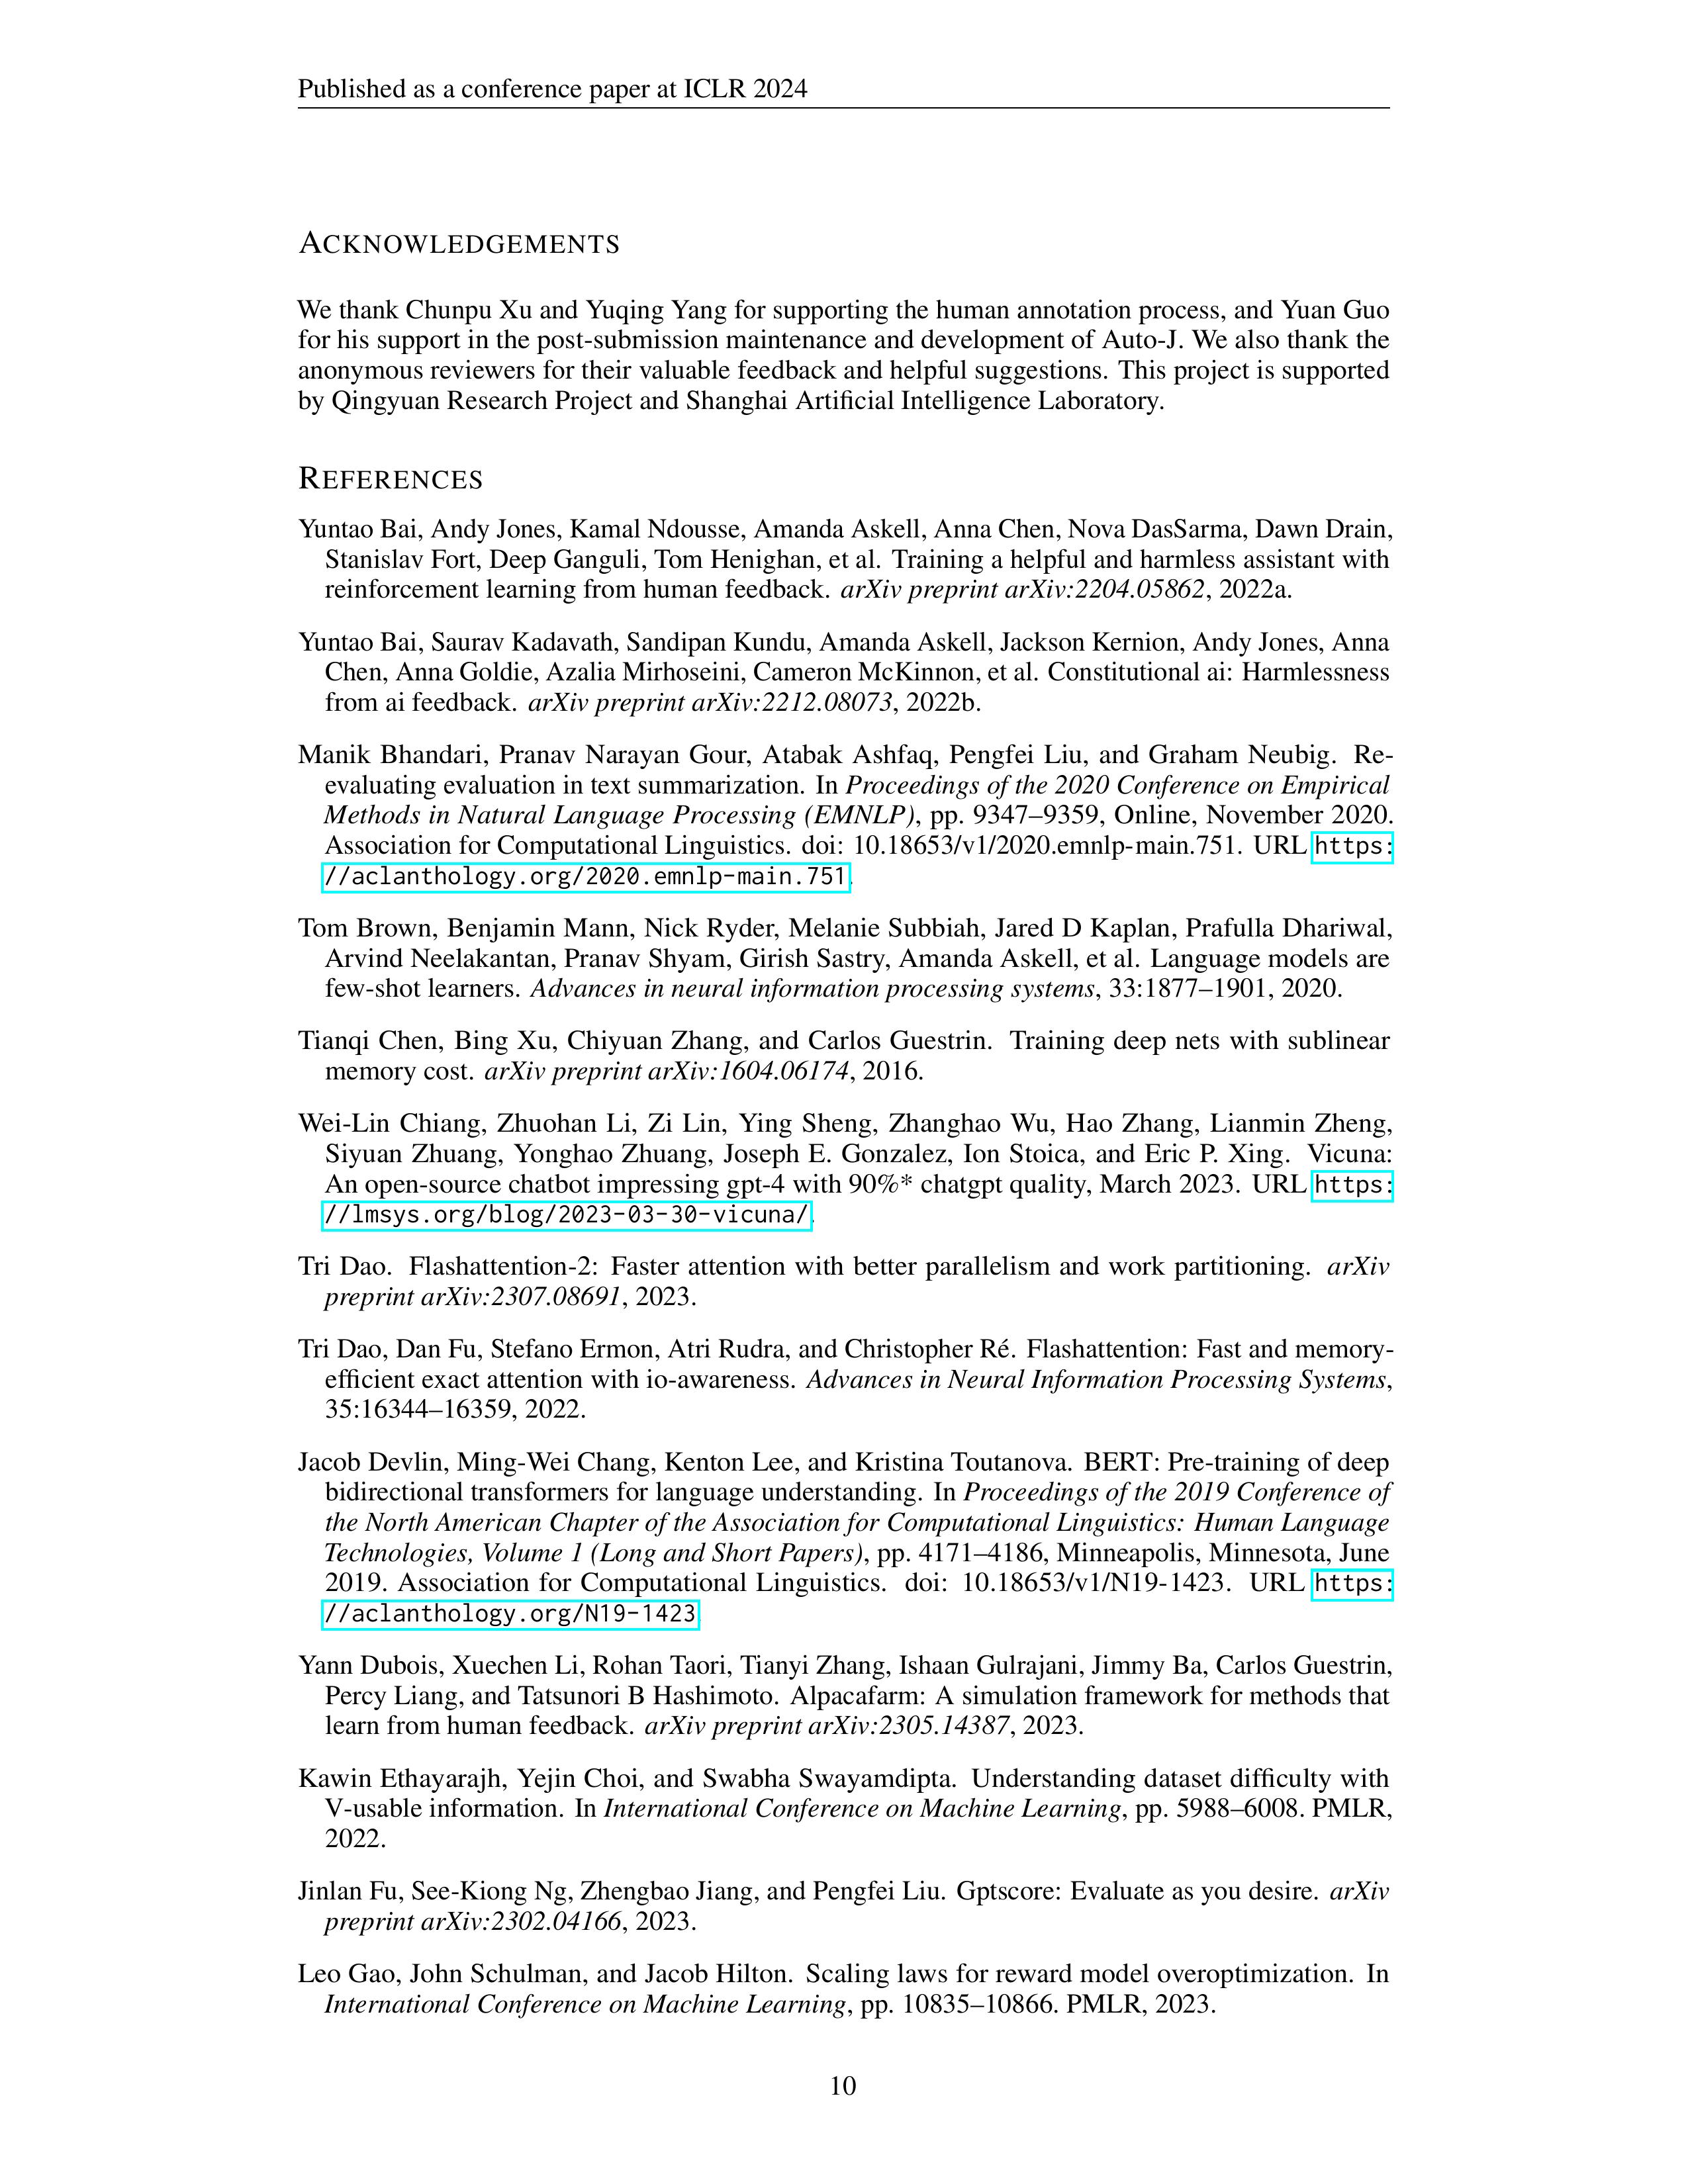 Published as a conference paper at ICLR 2024
ACKNOWLEDGEMENTS
We thank Chunpu Xu and Yuqing Yang for supporting the human annotation process, and Yuan Guo
for his support in the post-submission maintenance and development of Auto-J. We also thank the
anonymous reviewers for their valuable feedback and helpful suggestions. This project is supported
by Qingyuan Research Project and Shanghai Artificial Intelligence Laboratory.
REFERENCES
Yuntao Bai, Andy Jones, Kamal Ndousse, Amanda Askell, Anna Chen, Nova DasSarma, Dawn Drain,
Stanislav Fort, Deep Ganguli, Tom Henighan, et al. Training a helpful and harmless assistant with
reinforcement learning from human feedback. arXiv preprint arXiv:2204.05862, 2022a.
Yuntao Bai, Saurav Kadavath, Sandipan Kundu, Amanda Askell, Jackson Kernion, Andy Jones, Anna
Chen, Anna Goldie, Azalia Mirhoseini, Cameron McKinnon, et al. Constitutional ai: Harmlessness
from ai feedback. arXiv preprint arXiv:2212.08073, 2022b.
Manik Bhandari, Pranav Narayan Gour, Atabak Ashfaq, Pengfei Liu, and Graham Neubig. Re-
evaluating evaluation in text summarization. In Proceedings of the 2020 Conference on Empirical
Methods in Natural Language Processing (EMNLP), pp. 9347–9359, Online, November 2020.
Association for Computational Linguistics. doi: 10.18653/v1/2020.emnlp-main.751. URL https:
//aclanthology.org/2020.emnlp-main.751.
Tom Brown, Benjamin Mann, Nick Ryder, Melanie Subbiah, Jared D Kaplan, Prafulla Dhariwal,
Arvind Neelakantan, Pranav Shyam, Girish Sastry, Amanda Askell, et al. Language models are
few-shot learners. Advances in neural information processing systems, 33:1877–1901, 2020.
Tianqi Chen, Bing Xu, Chiyuan Zhang, and Carlos Guestrin. Training deep nets with sublinear
memory cost. arXiv preprint arXiv:1604.06174, 2016.
Wei-Lin Chiang, Zhuohan Li, Zi Lin, Ying Sheng, Zhanghao Wu, Hao Zhang, Lianmin Zheng,
Siyuan Zhuang, Yonghao Zhuang, Joseph E. Gonzalez, Ion Stoica, and Eric P. Xing. Vicuna:
An open-source chatbot impressing gpt-4 with 90%* chatgpt quality, March 2023. URL https:
//lmsys.org/blog/2023-03-30-vicuna/.
Tri Dao. Flashattention-2: Faster attention with better parallelism and work partitioning. arXiv
preprint arXiv:2307.08691, 2023.
Tri Dao, Dan Fu, Stefano Ermon, Atri Rudra, and Christopher Ré. Flashattention: Fast and memory-
efficient exact attention with io-awareness. Advances in Neural Information Processing Systems,
35:16344–16359, 2022.
Jacob Devlin, Ming-Wei Chang, Kenton Lee, and Kristina Toutanova. BERT: Pre-training of deep
bidirectional transformers for language understanding. In Proceedings of the 2019 Conference of
the North American Chapter of the Association for Computational Linguistics: Human Language
Technologies, Volume 1 (Long and Short Papers), pp. 4171–4186, Minneapolis, Minnesota, June
2019. Association for Computational Linguistics. doi: 10.18653/v1/N19-1423. URL https:
//aclanthology.org/N19-1423.
Yann Dubois, Xuechen Li, Rohan Taori, Tianyi Zhang, Ishaan Gulrajani, Jimmy Ba, Carlos Guestrin,
Percy Liang, and Tatsunori B Hashimoto. Alpacafarm: A simulation framework for methods that
learn from human feedback. arXiv preprint arXiv:2305.14387, 2023.
Kawin Ethayarajh, Yejin Choi, and Swabha Swayamdipta. Understanding dataset difficulty with
V-usable information. In International Conference on Machine Learning, pp. 5988–6008. PMLR,
2022.
Jinlan Fu, See-Kiong Ng, Zhengbao Jiang, and Pengfei Liu. Gptscore: Evaluate as you desire. arXiv
preprint arXiv:2302.04166, 2023.
Leo Gao, John Schulman, and Jacob Hilton. Scaling laws for reward model overoptimization. In
International Conference on Machine Learning, pp. 10835–10866. PMLR, 2023.
10